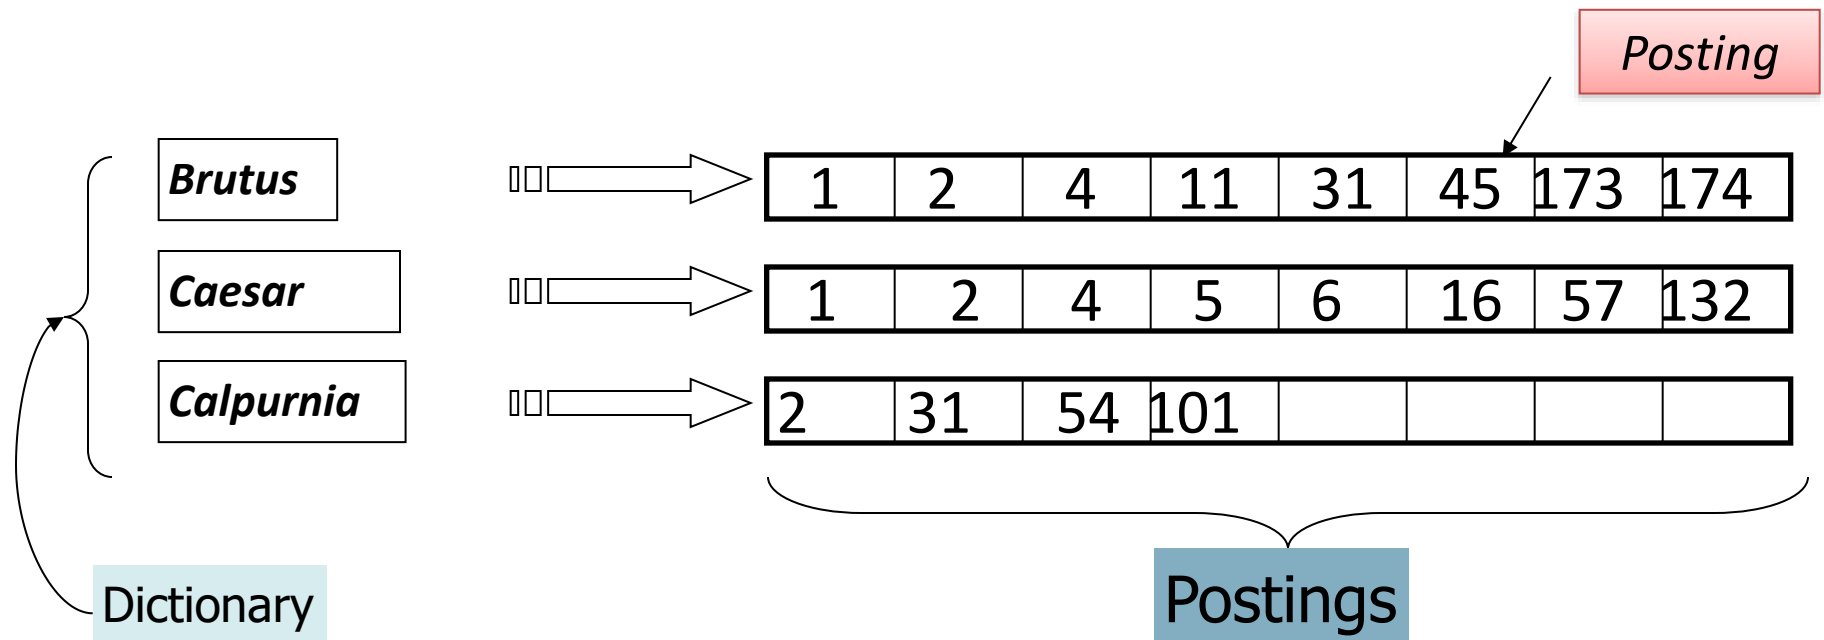 Posting
Brutus 1 2 4 11 31 45 173 174
Caesar 1 2 4 5 6 16 57 132
Calpurnia 2 31 54 101
Dictionary Postings